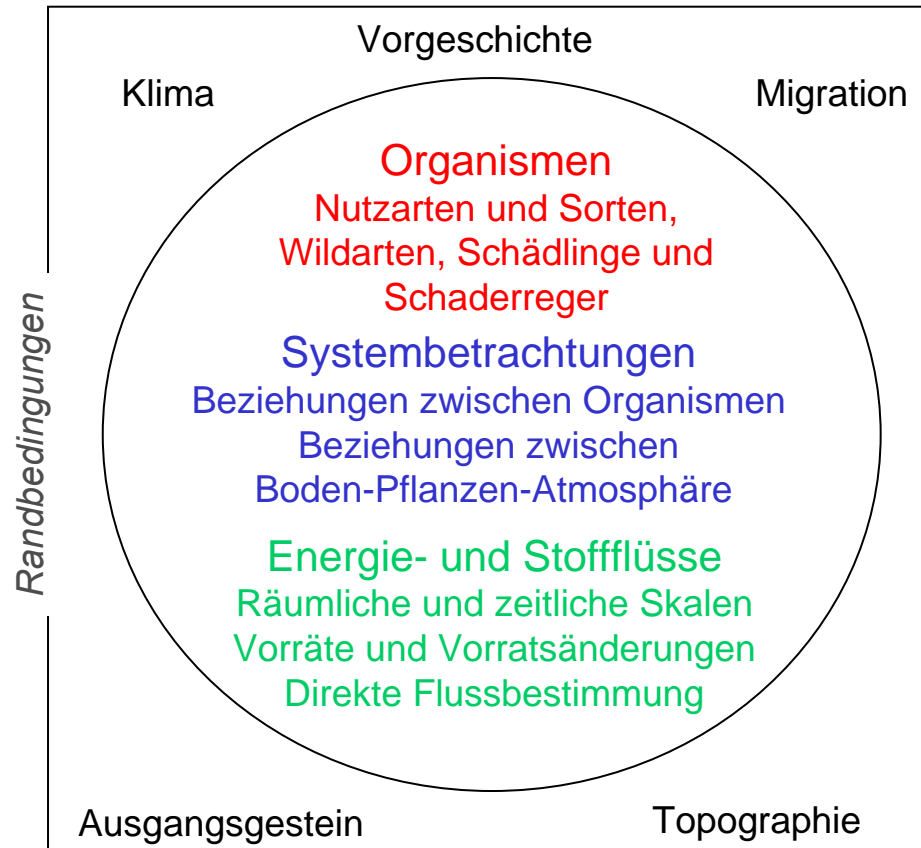 Vorgeschichte
Klima
Migration
Organismen
Nutzarten und Sorten,
Wildarten, Schädlinge und
Schaderreger
Systembetrachtungen
Beziehungen zwischen Organismen
Beziehungen zwischen
Boden-Pflanzen-Atmosphäre
Energie- und Stoffflüsse
Räumliche und zeitliche Skalen
Vorräte und Vorratsänderungen
Direkte Flussbestimmung
Randbedingungen
Ausgangsgestein
Topographie